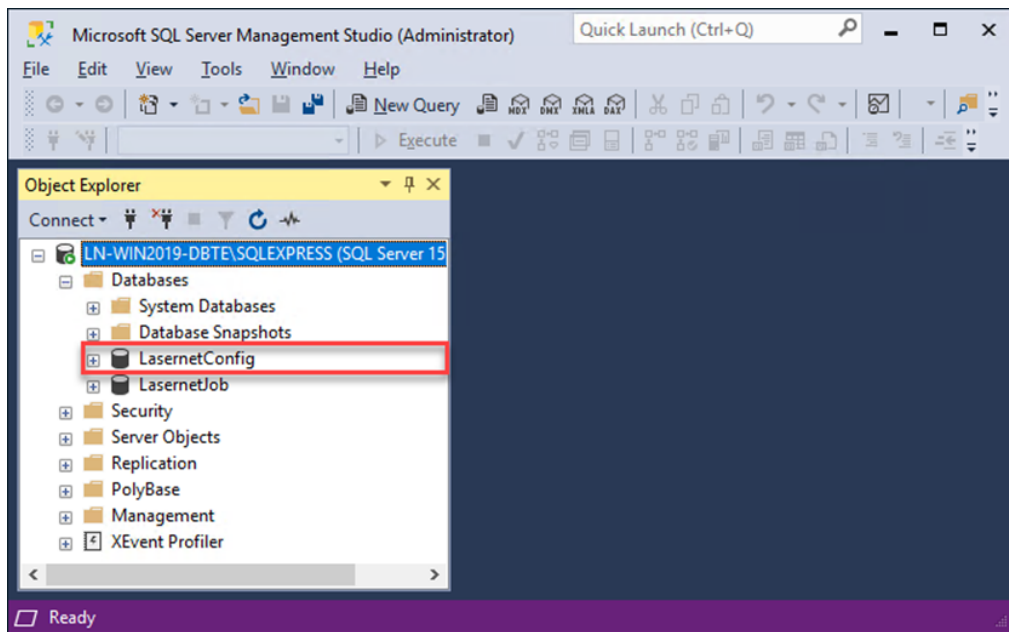 Microsoft SQL Server Management Studio (Administrator) Quick Launch (Ctrl+Q)
File Edit View Tools Window Help
New Query MDX DMX XMLA DAX
Execute
Object Explorer
Connect
LN-WIN2019-DBTE\SQLEXPRESS (SQL Server 15
Databases
System Databases
Database Snapshots
LasernetConfig
LasernetJob
Security
Server Objects
Replication
PolyBase
Management
XEvent Profiler
Ready